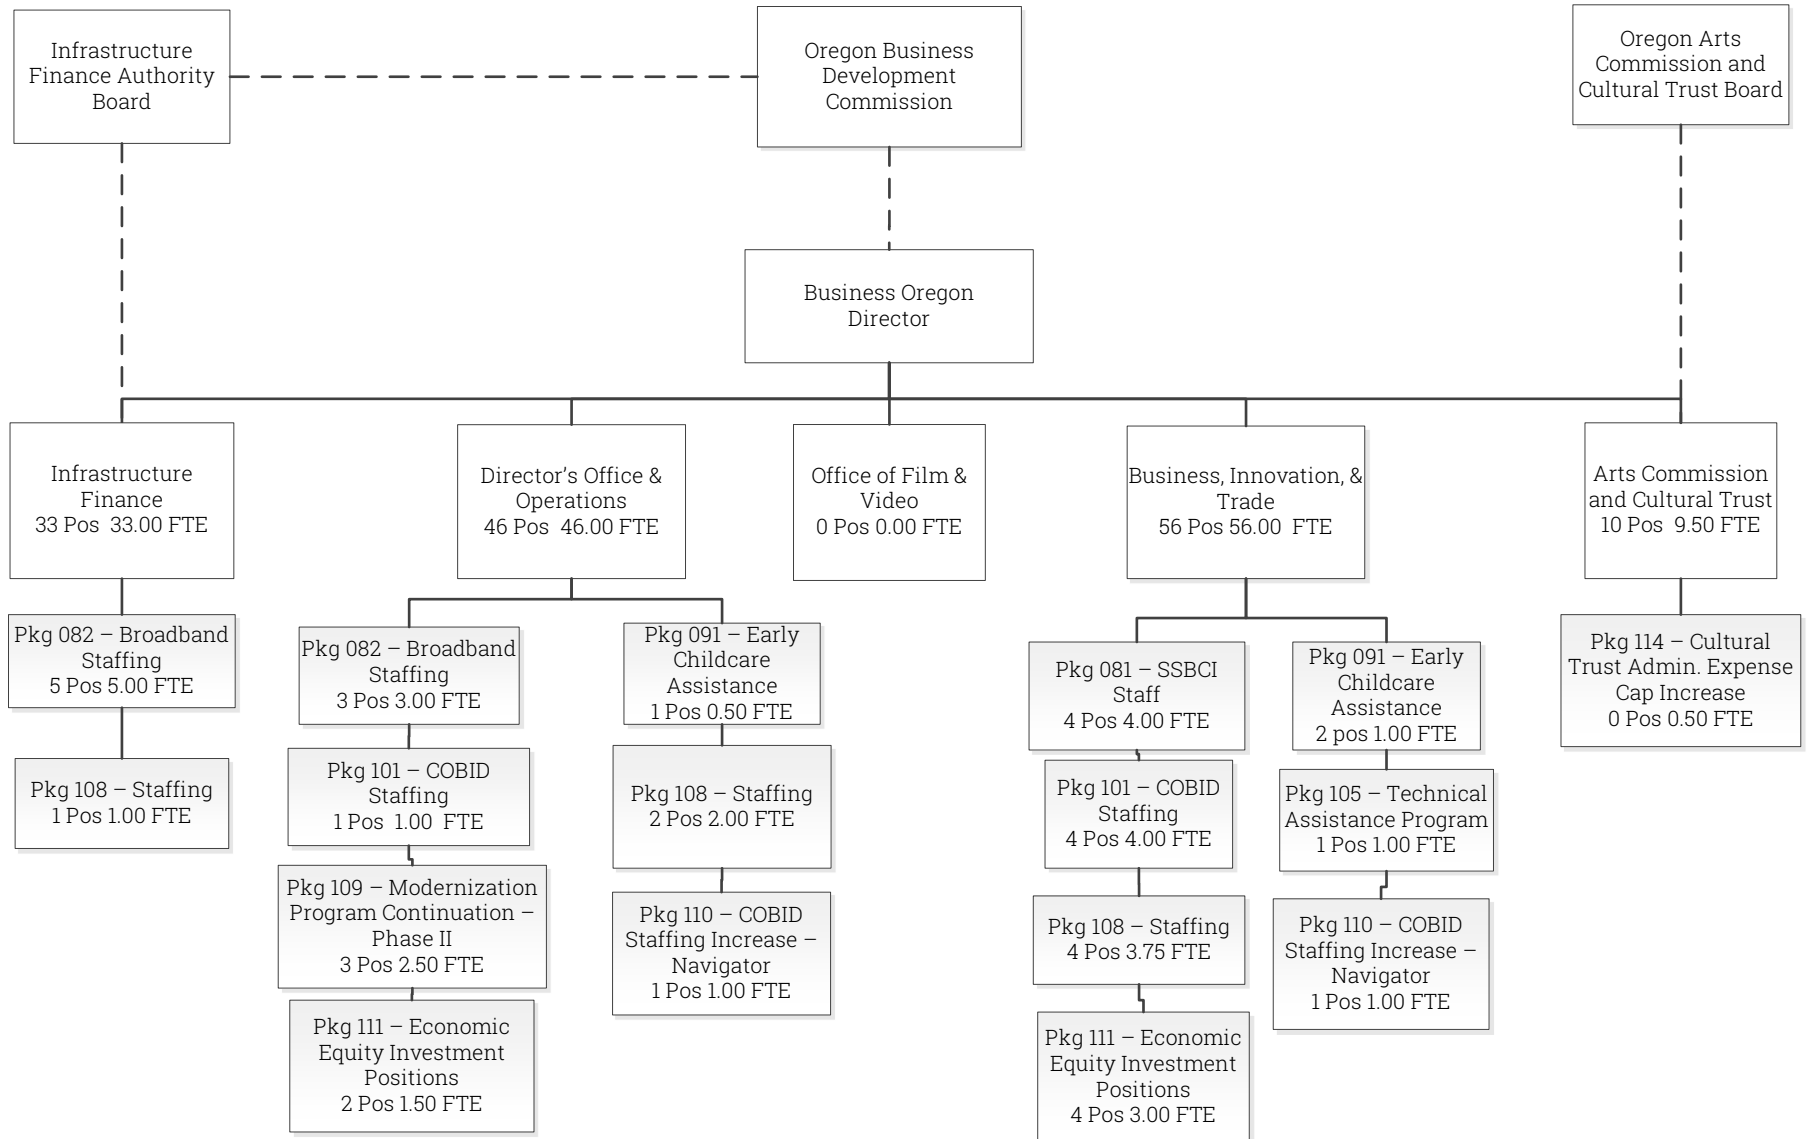 Infrastructure
Finance Authority
Board
Oregon Business
Development
Commission
Oregon Arts
Commission and
Cultural Trust Board
Business Oregon
Director
Infrastructure
Finance
33 Pos  33.00 FTE
Director’s Office &
Operations
46 Pos  46.00 FTE
Office of Film &
Video
0 Pos 0.00 FTE
Business, Innovation, &
Trade
56 Pos 56.00  FTE
Arts Commission
and Cultural Trust
10 Pos  9.50 FTE
Pkg 082 – Broadband
Staffing
5 Pos 5.00 FTE
Pkg 108 – Staffing
1 Pos 1.00 FTE
Pkg 082 – Broadband
Staffing
3 Pos 3.00 FTE
Pkg 101 – COBID
Staffing
1 Pos  1.00  FTE
Pkg 109 – Modernization
Program Continuation –
Phase II
3 Pos 2.50 FTE
Pkg 111 – Economic
Equity Investment
Positions
2 Pos 1.50 FTE
Pkg 091 – Early
Childcare
Assistance
1 Pos 0.50 FTE
Pkg 108 – Staffing
2 Pos 2.00 FTE
Pkg 110 – COBID
Staffing Increase –
Navigator
1 Pos 1.00 FTE
Pkg 081 – SSBCI
Staff
4 Pos 4.00 FTE
Pkg 101 – COBID
Staffing
4 Pos 4.00 FTE
Pkg 108 – Staffing
4 Pos 3.75 FTE
Pkg 111 – Economic
Equity Investment
Positions
4 Pos 3.00 FTE
Pkg 091 – Early
Childcare
Assistance
2 pos 1.00 FTE
Pkg 105 – Technical
Assistance Program
1 Pos 1.00 FTE
Pkg 110 – COBID
Staffing Increase –
Navigator
1 Pos 1.00 FTE
Pkg 114 – Cultural
Trust Admin. Expense
Cap Increase
0 Pos 0.50 FTE